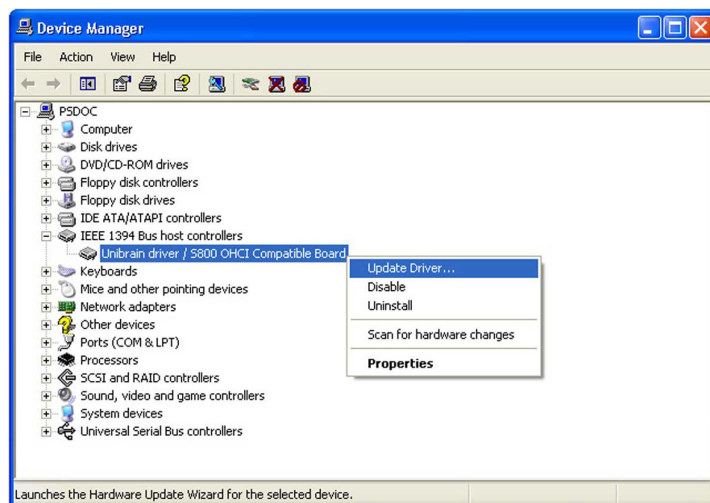 Device Manager
File Action View Help
PSDOC
Computer
Disk drives
DVD/CD-ROM drives
Floppy disk controllers
Floppy disk drives
IDE ATA/ATAPI controllers
IEEE 1394 Bus host controllers
Unibrain driver / S800 OHCI Compatible Board
Keyboards
Mice and other pointing devices
Network adapters
Other devices
Ports (COM & LPT)
Processors
SCSI and RAID controllers
Sound, video and game controllers
System devices
Universal Serial Bus controllers
Update Driver...
Disable
Uninstall
Scan for hardware changes
Properties
Launches the Hardware Update Wizard for the selected device.